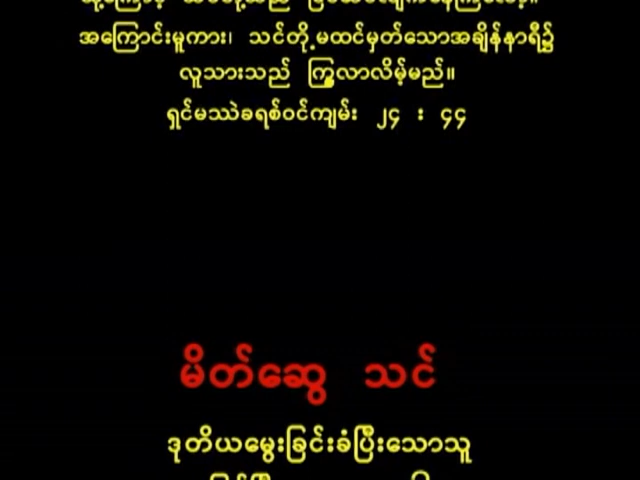 အကြောင်းမူကား၊ သင်တို့မထင်မှတ်သောအချိန်နာရီ၌
လူသားသည် ကြွလာလိမ့်မည်။
ရှင်မဿဲခရစ်ဝင်ကျမ်း ၂၄ : ၄၄
မိတ်ဆွေ သင်
ဒုတိယမွေးခြင်းခံပြီးသောသူ